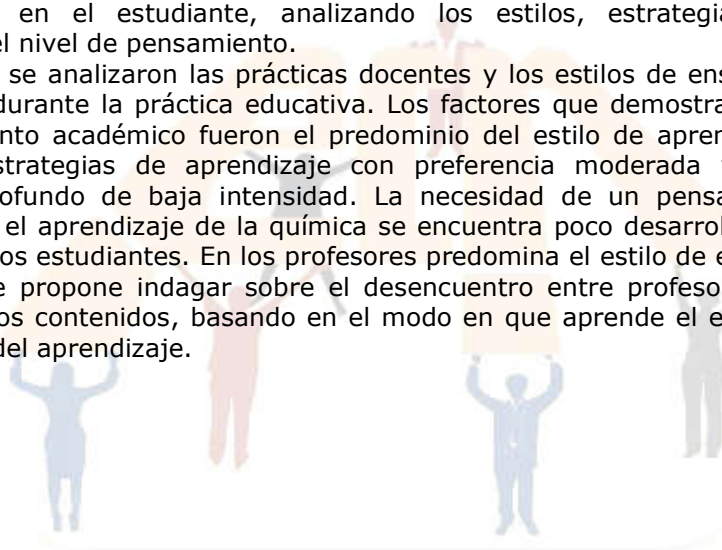 en el estudiante, analizando los estilos, estrategia
el nivel de pensamiento.
se analizaron las prácticas docentes y los estilos de ens
durante la práctica educativa. Los factores que demostra
nto académico fueron el predominio del estilo de apren
strategias de aprendizaje con preferencia moderada
ofundo de baja intensidad. La necesidad de un pensa
el aprendizaje de la química se encuentra poco desarrol
os estudiantes. En los profesores predomina el estilo de e
e propone indagar sobre el desencuentro entre profeso
os contenidos, basando en el modo en que aprende el e
del aprendizaje.